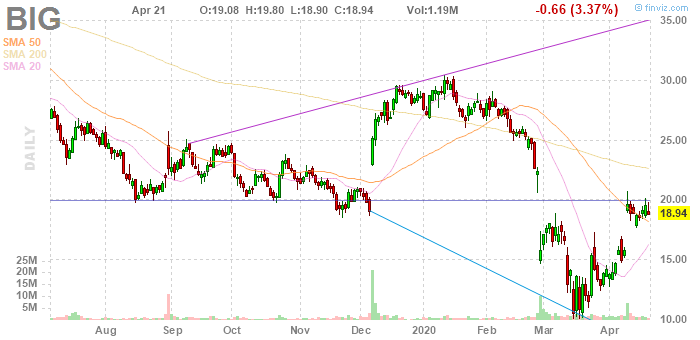 BIG
Apr 21 O:19.08 H:19.80 L:18.90 C:18.94 Vol:1.19M -0.66 (3.37%)
© finviz.com
SMA 50
SMA 200
SMA 20
DAILY
35.00
30.00
25.00
20.00
18.94
15.00
10.00
25M
20M
15M
10M
5M
Aug Sep Oct Nov Dec 2020 Feb Mar Apr